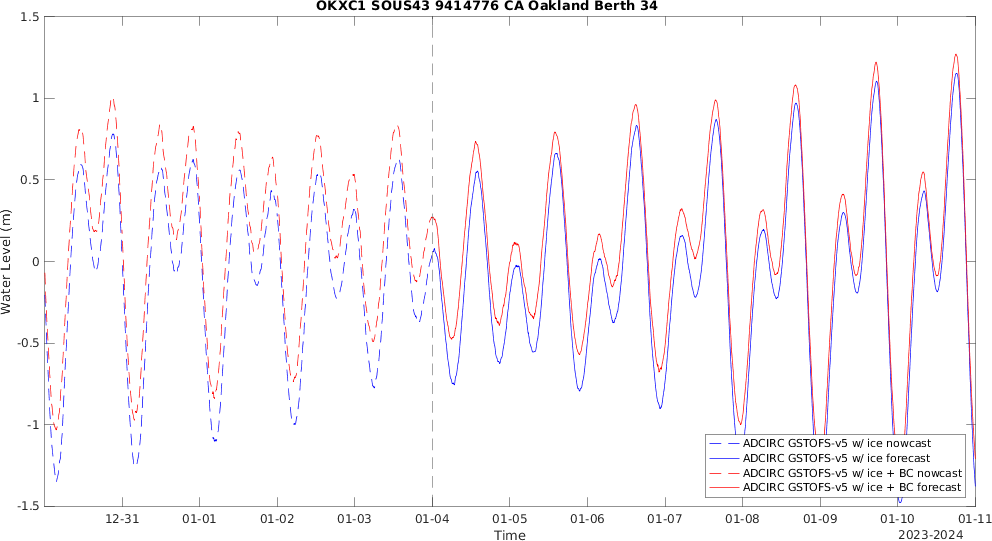 OKXC1 SOUS43 9414776 CA Oakland Berth 34
Water Level (m)
1.5
1
0.5
0
-0.5
-1
-1.5
12-31
01-01
01-02
01-03
01-04
01-05
01-06
01-07
01-08
01-09
01-10
01-11
Time
2023-2024
ADCIRC GSTOFS-v5 w/ ice nowcast
ADCIRC GSTOFS-v5 w/ ice forecast
ADCIRC GSTOFS-v5 w/ ice + BC nowcast
ADCIRC GSTOFS-v5 w/ ice + BC forecast